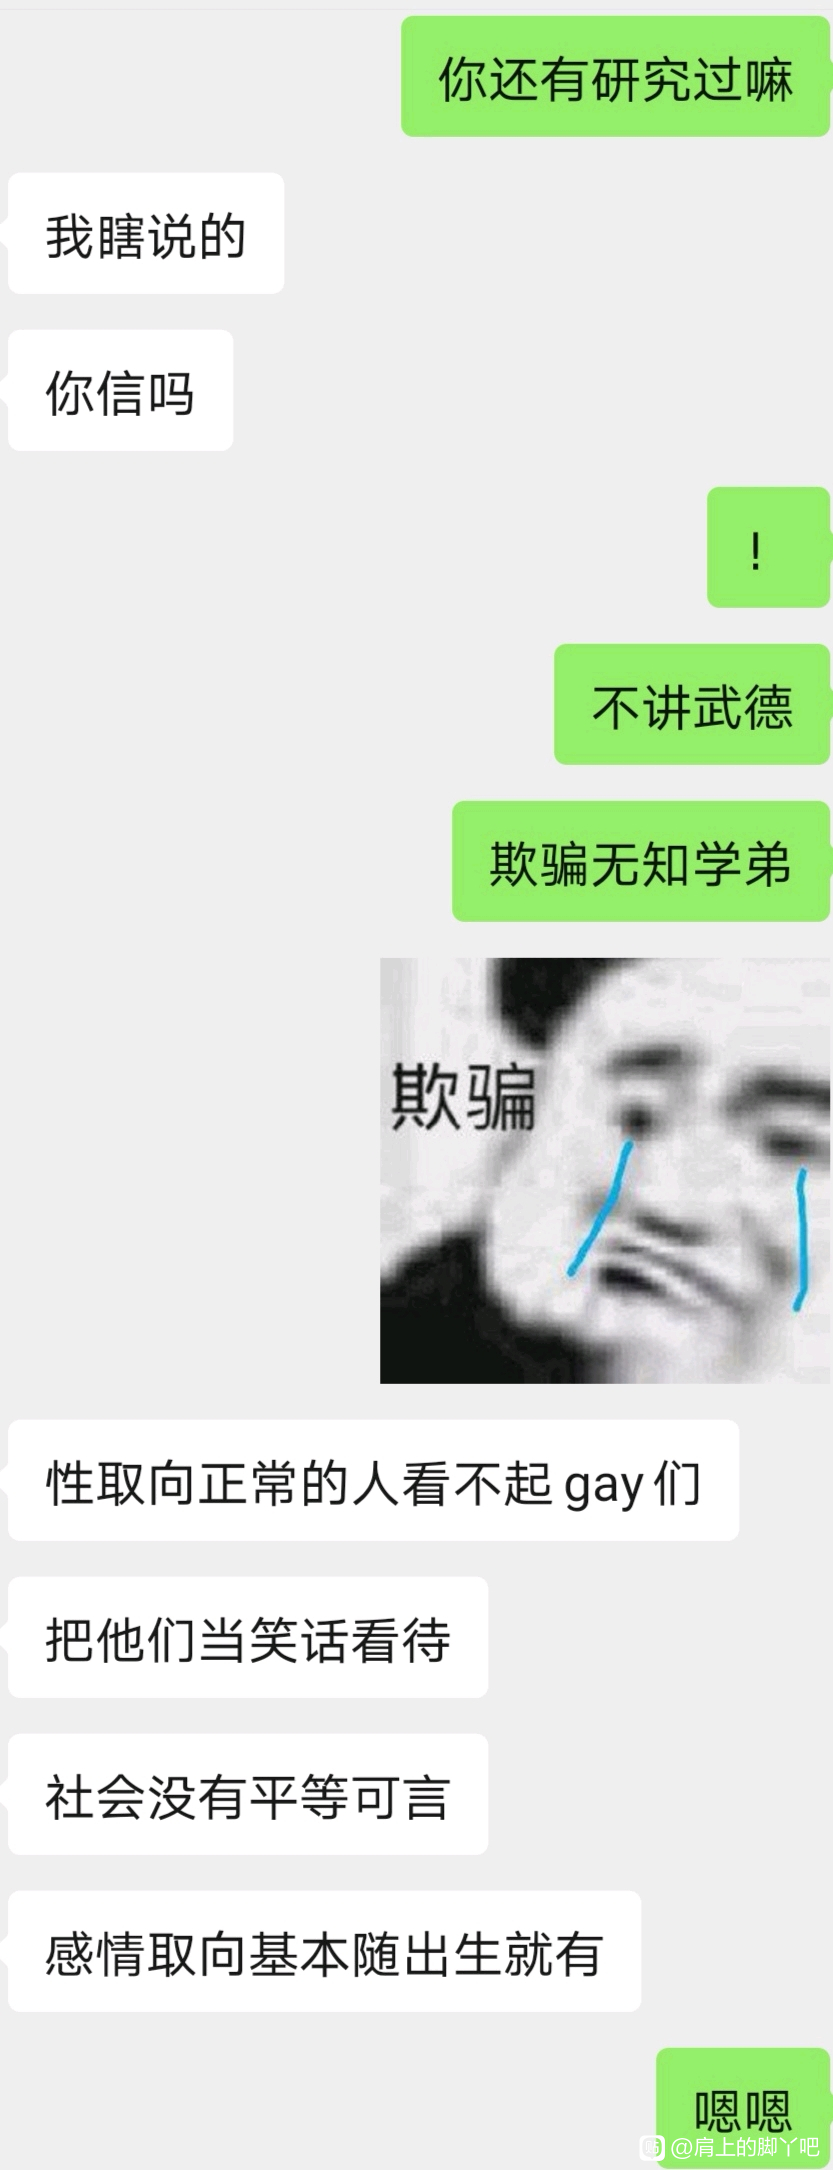 你还有研究过嘛
我瞎说的
你信吗
！
不讲武德
欺骗无知学弟
欺骗
性取向正常的人看不起gay们
把他们当笑话看待
社会没有平等可言
感情取向基本随出生就有
嗯嗯
贴 @肩上的脚丫吧